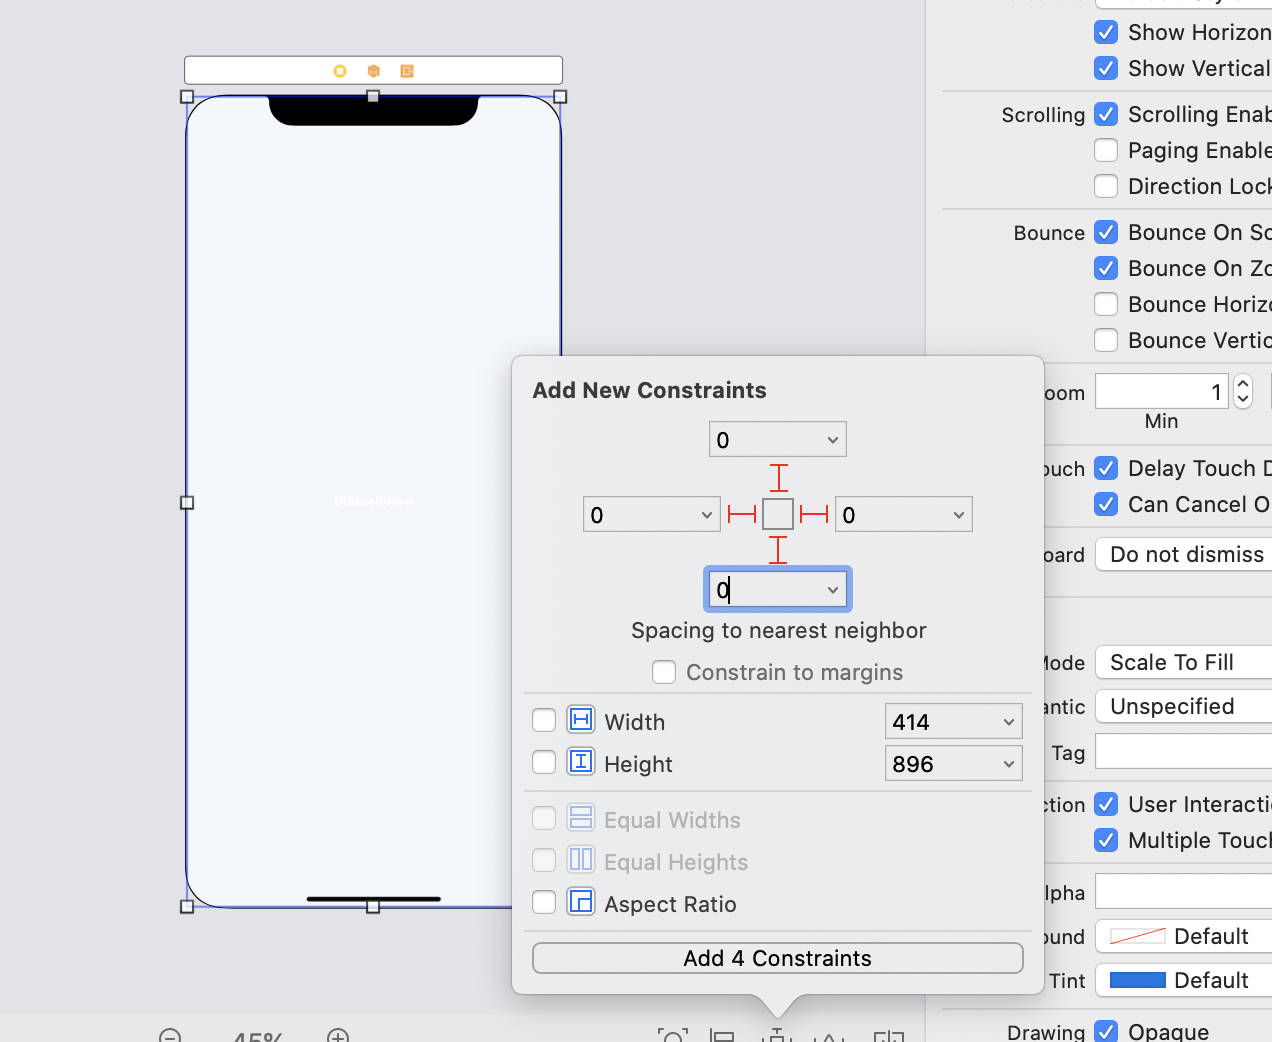 Show Horizon
Show Vertical
Scrolling Scrolling Enab
Paging Enable
Direction Lock
Bounce Bounce On Sc
Bounce On Zo
Bounce Horizo
Bounce Vertic
Add New Constraints
oom 1
Min
0
ouch Delay Touch D
Can Cancel O
0 0
oard Do not dismiss
UIScrollView
0
Spacing to nearest neighbor
Constrain to margins
Mode Scale To Fill
antic Unspecified
Width 414
Height 896
Tag
Equal Widths
ction User Interacti
Multiple Touch
Equal Heights
Aspect Ratio
lpha
ound Default
Add 4 Constraints
Tint Default
45%
Drawing Opaque